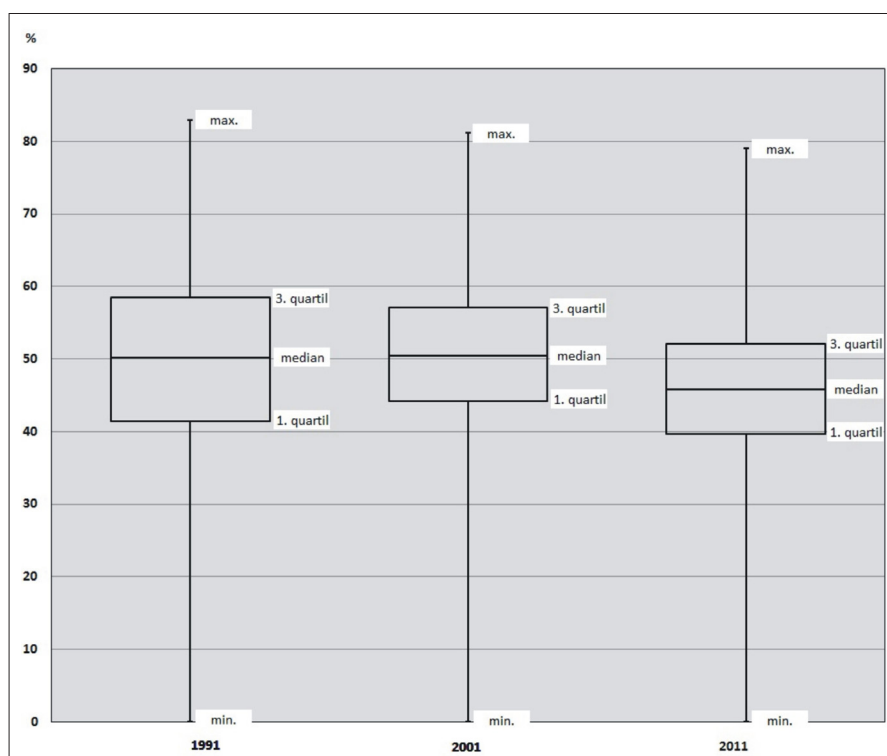 %
90
80
70
60
50
40
30
20
10
0
max.
3. quartil
median
1. quartil
min.
max.
3. quartil
median
1. quartil
min.
max.
3. quartil
median
1. quartil
min.
1991 2001 2011